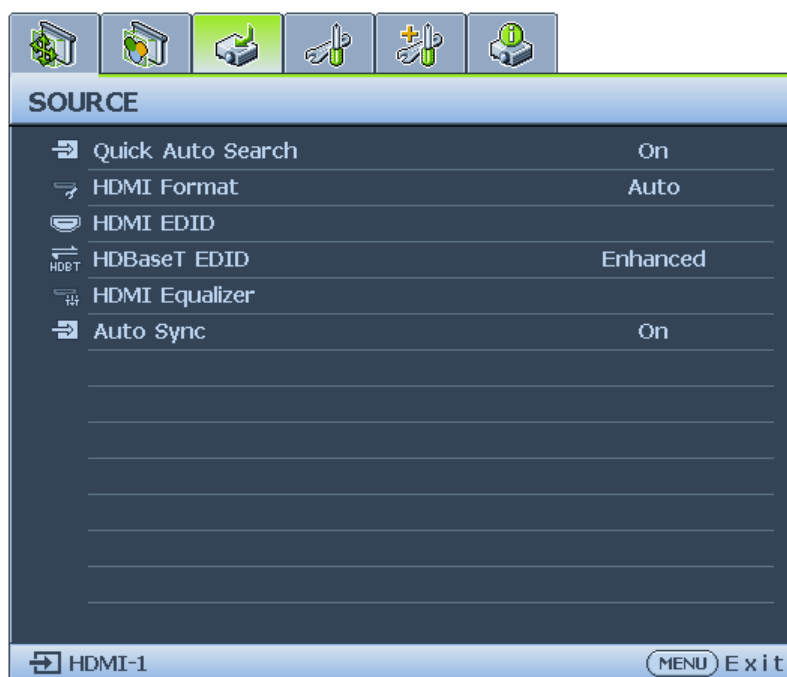 SOURCE
Quick Auto Search On
HDMI Format Auto
HDMI EDID
HDBT HDBaseT EDID Enhanced
HDMI Equalizer
Auto Sync On
HDMI-1 MENU Exit